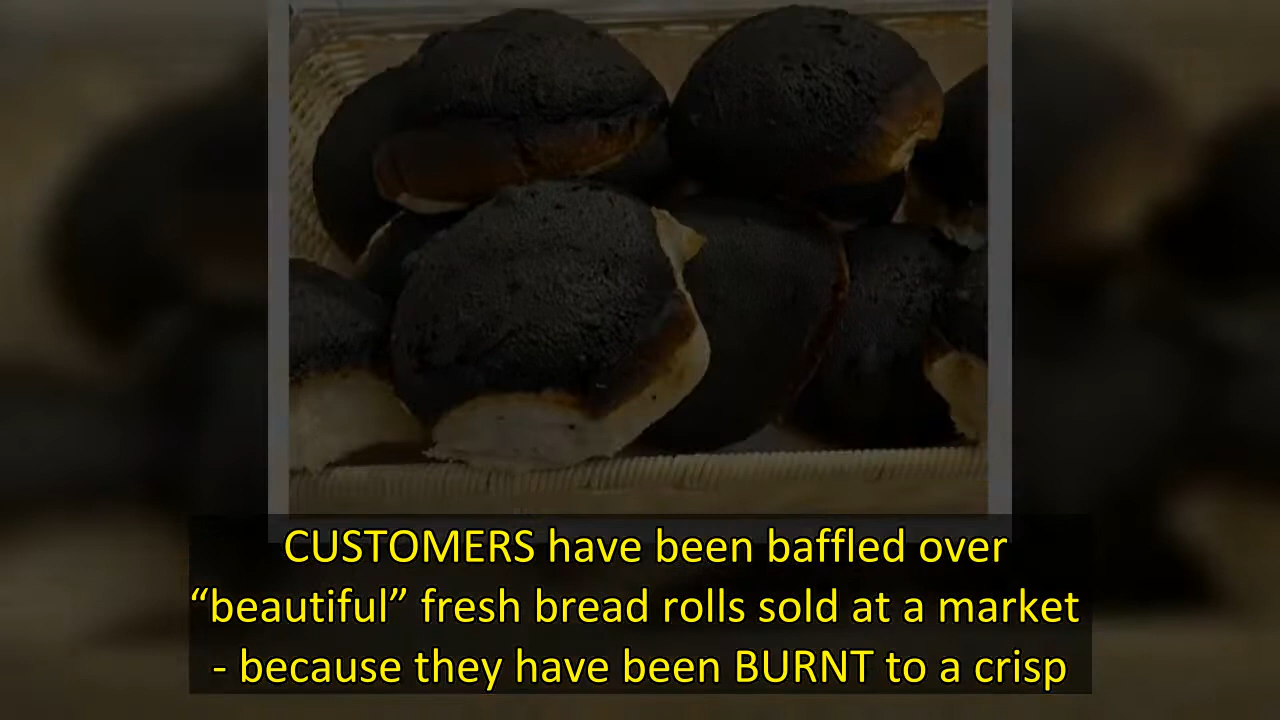 CUSTOMERS have been baffled over
“beautiful” fresh bread rolls sold at a market
- because they have been BURNT to a crisp